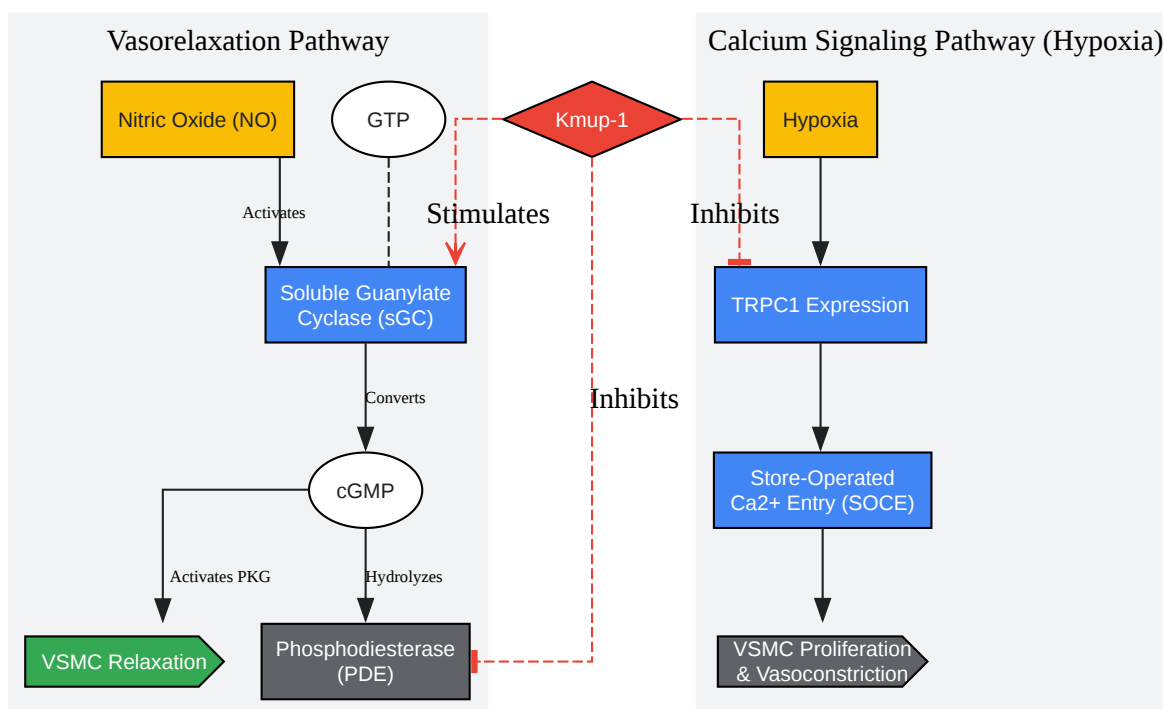 Vasorelaxation Pathway
Calcium Signaling Pathway (Hypoxia)
Nitric Oxide (NO)
GTP
Kmup-1
Hypoxia
Activates
Stimulates
Inhibits
Soluble Guanylate
Cyclase (sGC)
TRPC1 Expression
Converts
Inhibits
cGMP
Store-Operated
Ca2+ Entry (SOCE)
Activates PKG
Hydrolyzes
VSMC Relaxation
Phosphodiesterase
(PDE)
VSMC Proliferation
& Vasoconstriction